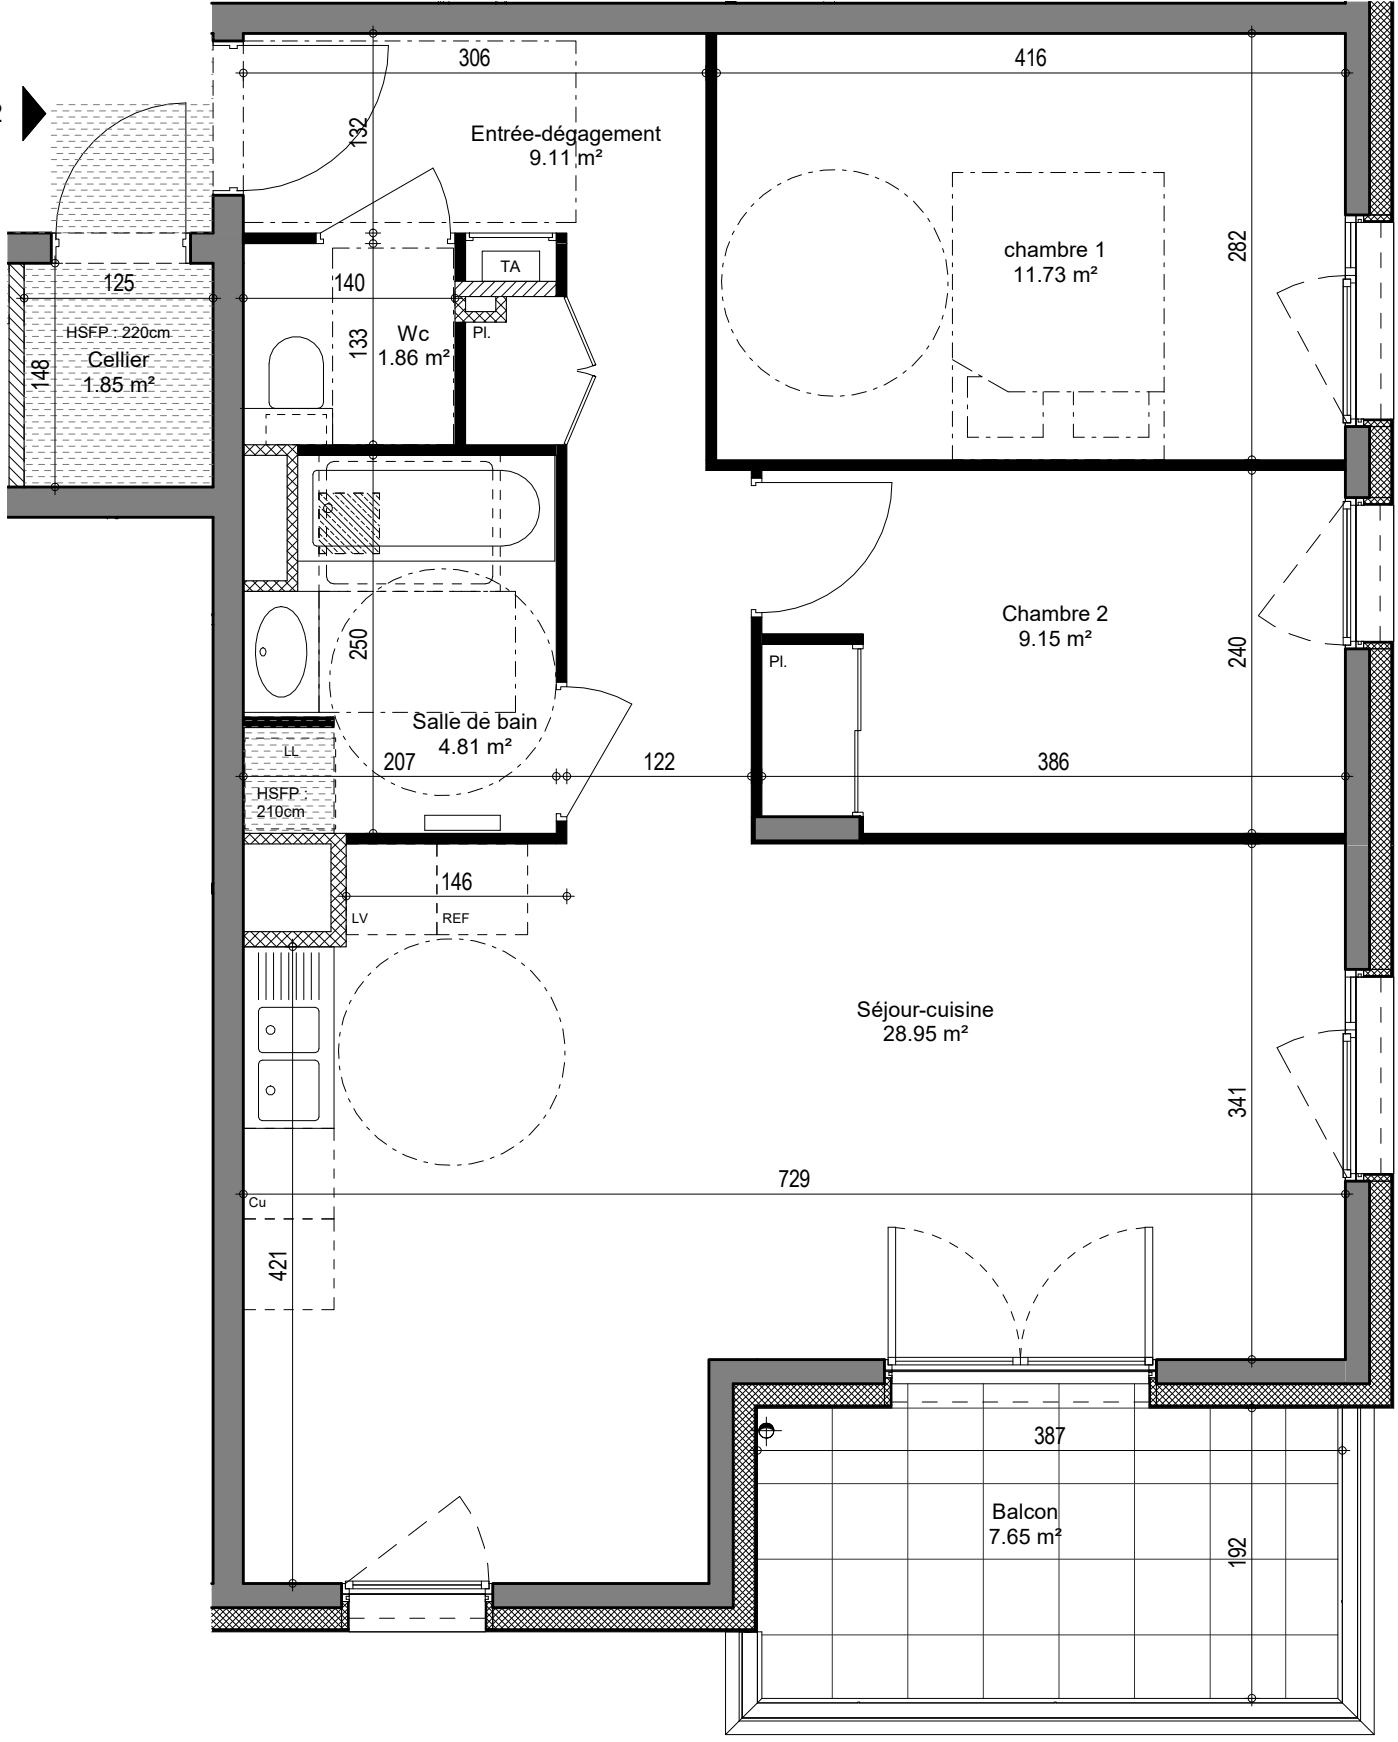 2
306
416
132
Entrée-dégagement
9.11 m²
chambre 1
11.73 m²
282
TA
125
140
HSFP : 220cm
Cellier
1.85 m²
148
133
Wc
1.86 m²
Pl.
Chambre 2
9.15 m²
250
240
Pl.
Salle de bain
4.81 m²
LL
207
122
386
HSFP :
210cm
146
LV
REF
Séjour-cuisine
28.95 m²
341
729
Cu
421
387
Balcon
7.65 m²
192